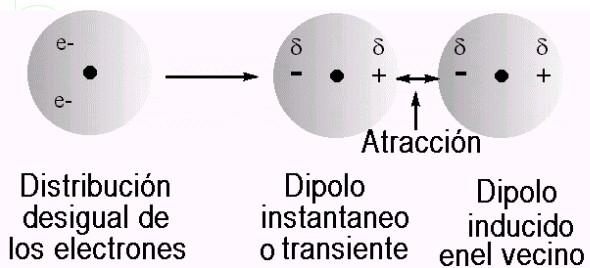 e-
e-
δ δ
- +
δ δ
- +
Atracción
Distribución
desigual de
los electrones
Dipolo
instantaneo
o transiente
Dipolo
inducido
enel vecino